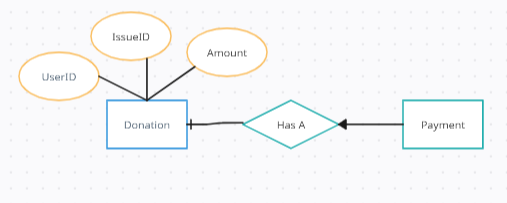 IssueID
Amount
UserID
Donation
Has A
Payment